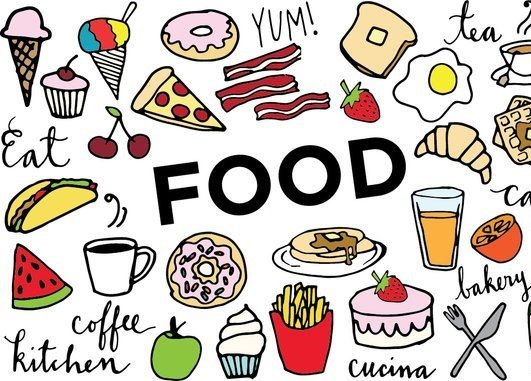 YUM!
tea
Eat
FOOD
bakery
coffee
kitchen
cucina